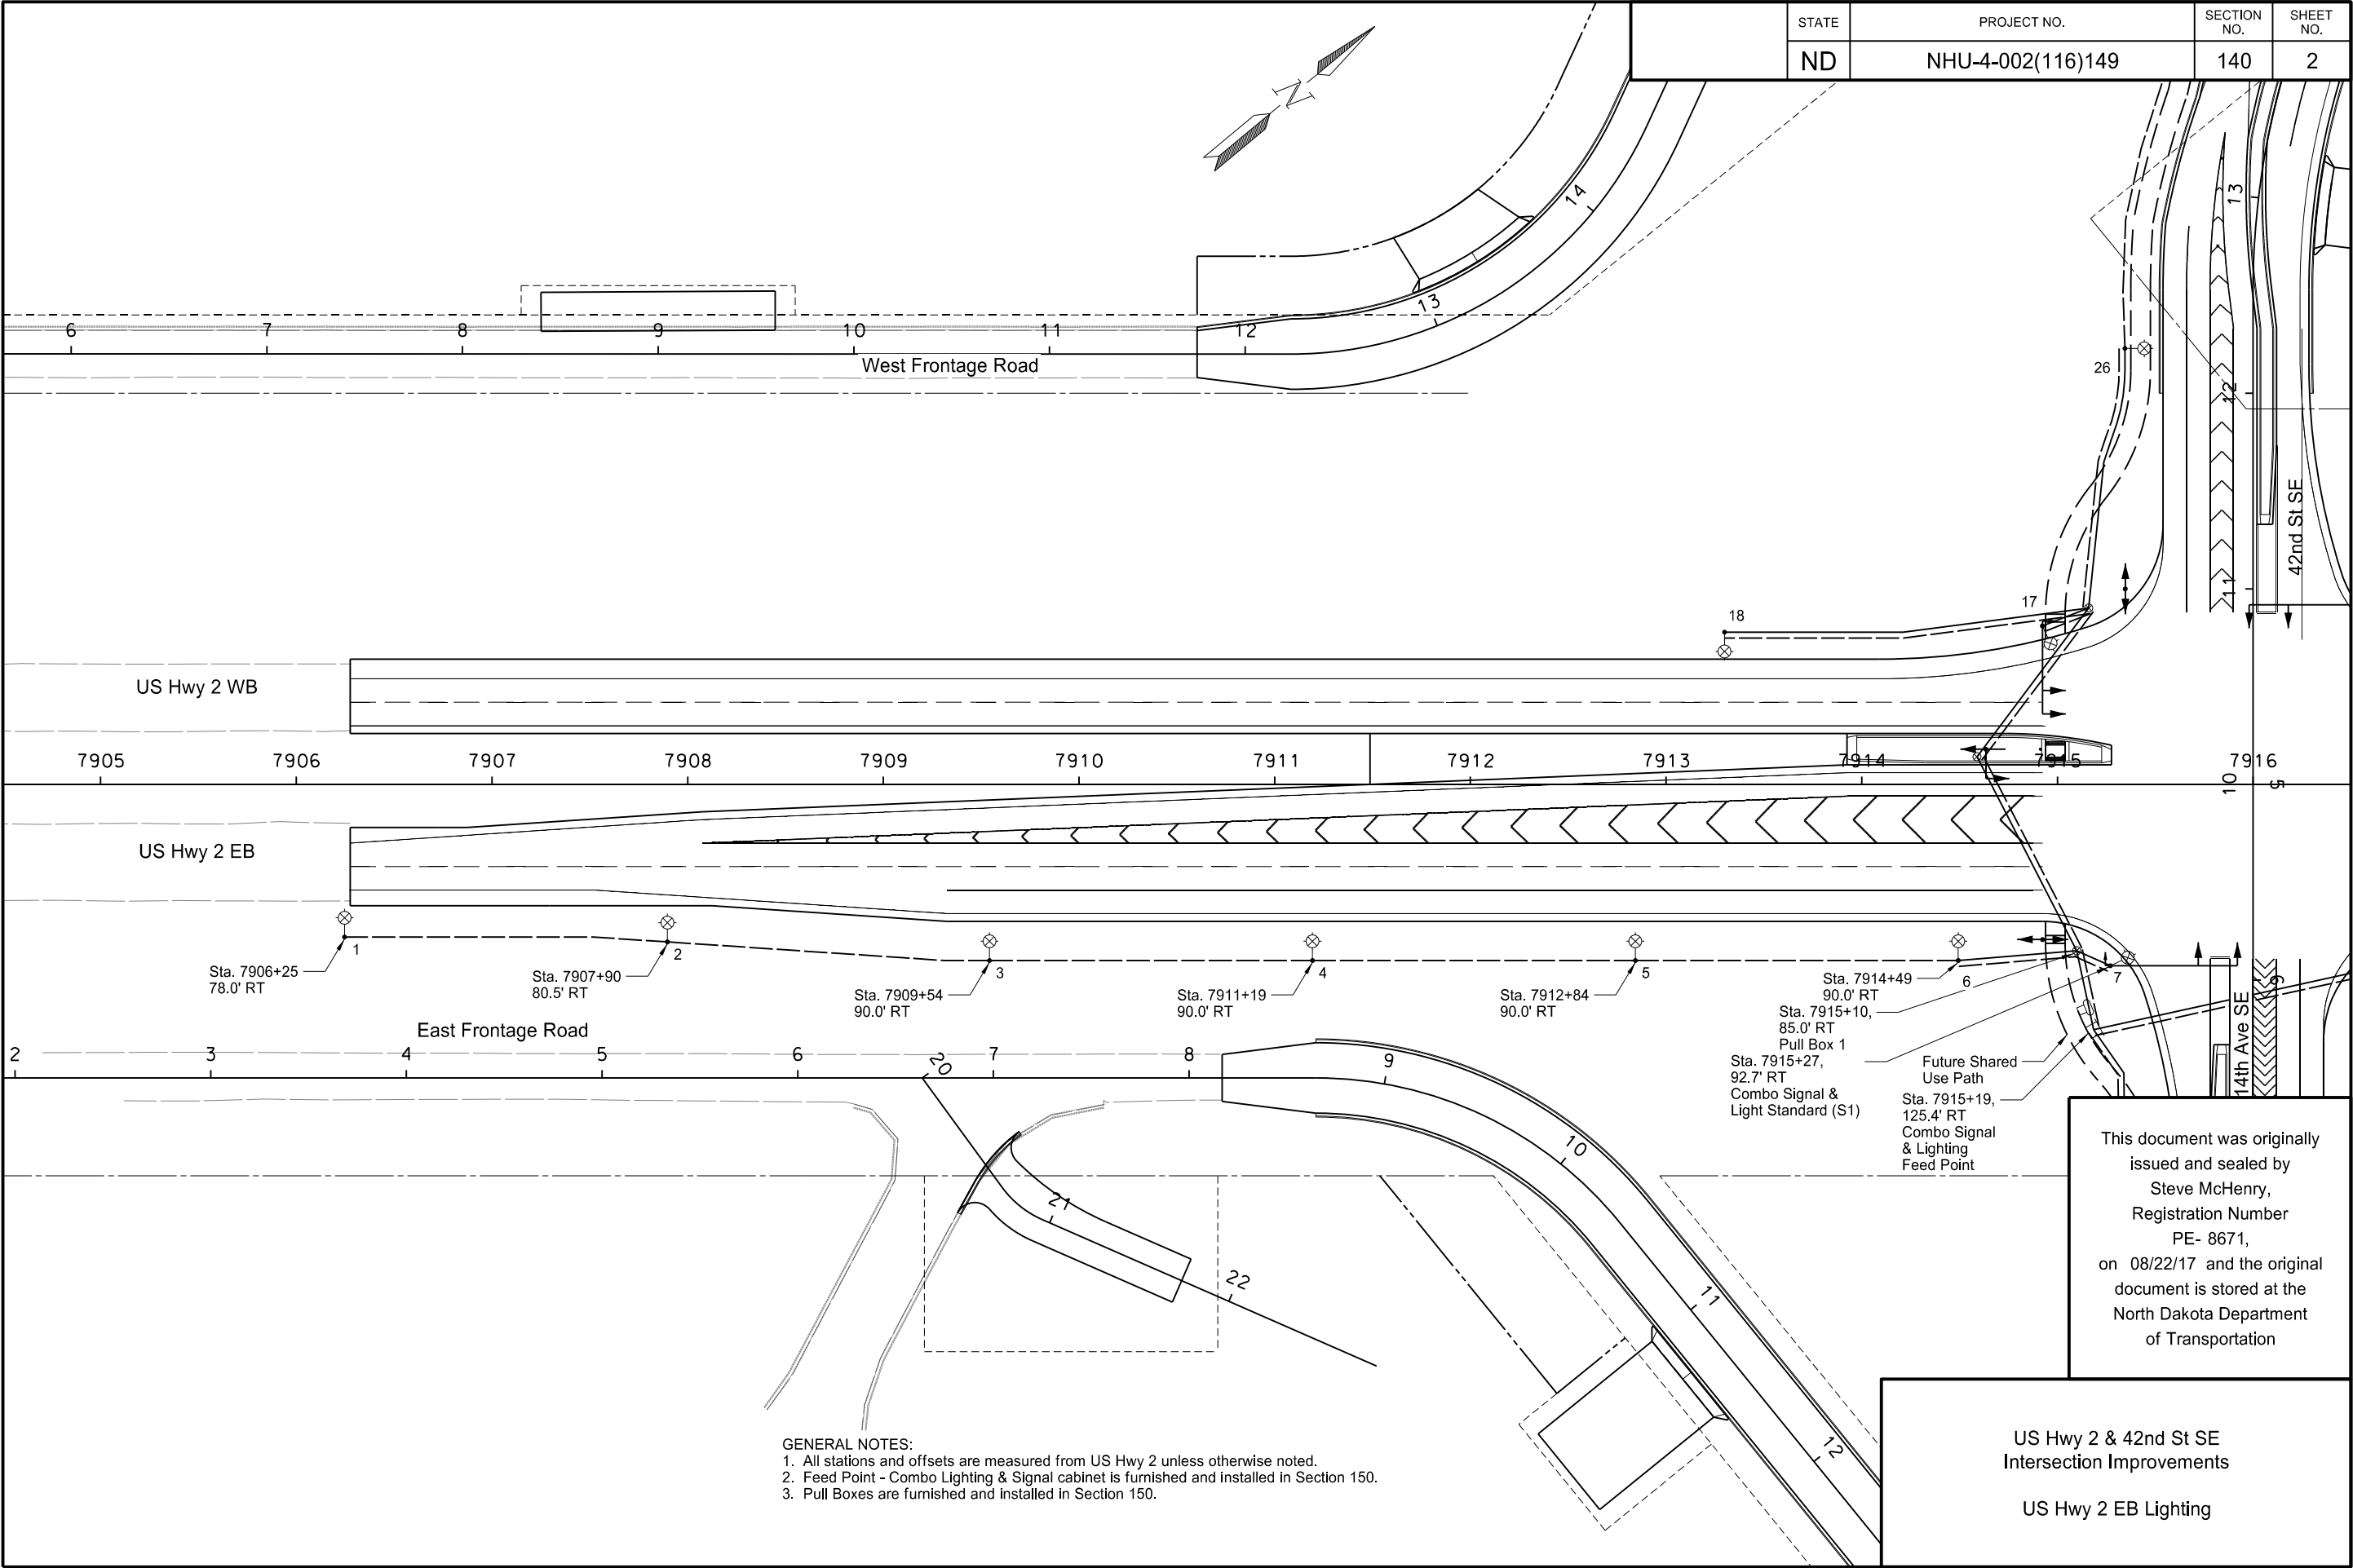 STATE
PROJECT NO.
SECTION NO.
SHEET NO.
ND
NHU-4-002(116)149
140
2
N
14
13
13
6
7
8
9
10
11
12
West Frontage Road
26
12
42nd St SE
11
17
18
US Hwy 2 WB
7905
7906
7907
7908
7909
7910
7911
7912
7913
7914
7915
7916
10
5
US Hwy 2 EB
1
2
3
4
5
6
7
Sta. 7906+25
78.0' RT
Sta. 7907+90
80.5' RT
Sta. 7909+54
90.0' RT
Sta. 7911+19
90.0' RT
Sta. 7912+84
90.0' RT
Sta. 7914+49
90.0' RT
Sta. 7915+10,
85.0' RT
Pull Box 1
Sta. 7915+27,
92.7' RT
Combo Signal &
Light Standard (S1)
Future Shared
Use Path
Sta. 7915+19,
125.4' RT
Combo Signal
& Lighting
Feed Point
9
6
14th Ave SE
East Frontage Road
2
3
4
5
6
7
8
9
20
21
22
10
11
12
This document was originally
issued and sealed by
Steve McHenry,
Registration Number
PE- 8671,
on 08/22/17 and the original
document is stored at the
North Dakota Department
of Transportation
GENERAL NOTES:
1. All stations and offsets are measured from US Hwy 2 unless otherwise noted.
2. Feed Point - Combo Lighting & Signal cabinet is furnished and installed in Section 150.
3. Pull Boxes are furnished and installed in Section 150.
US Hwy 2 & 42nd St SE
Intersection Improvements
US Hwy 2 EB Lighting